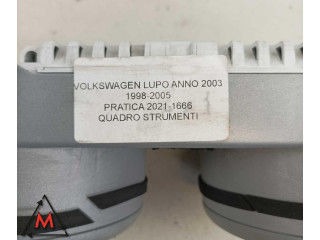 VOLKSWAGEN LUPO ANNO 2003
1998-2005
PRATICA 2021-1666
QUADRO STRUMENTI
M